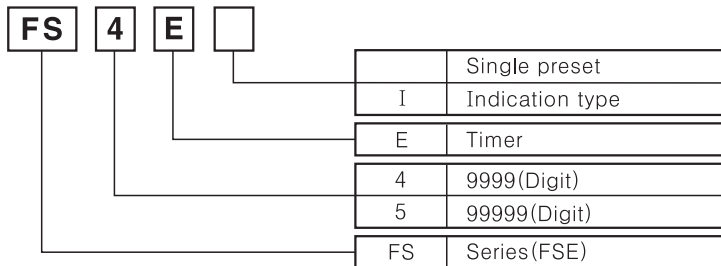 FS 4 E
Single preset
I Indication type
E Timer
4 9999(Digit)
5 99999(Digit)
FS Series(FSE)